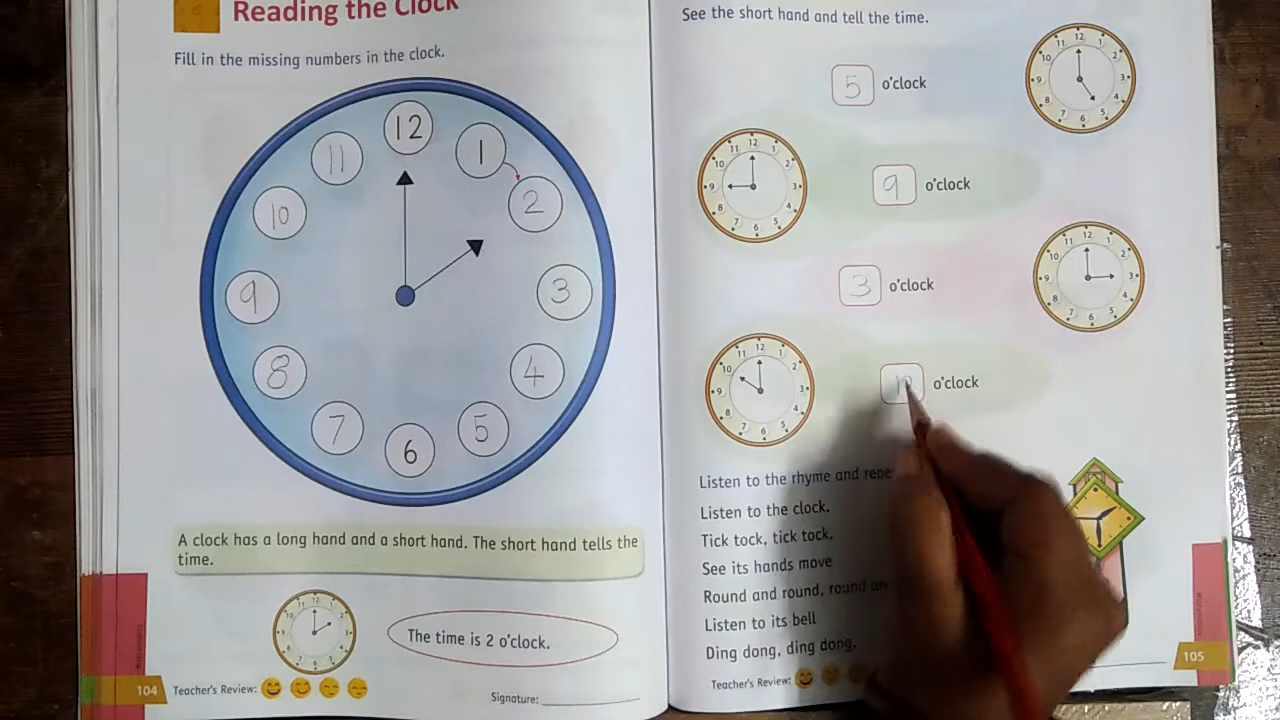 Reading the Clock
Fill in the missing numbers in the clock.
12
1
2
3
4
5
6
7
8
9
10
11
A clock has a long hand and a short hand. The short hand tells the
time.
The time is 2 o'clock.
104
Teacher's Review:
Signature:
See the short hand and tell the time.
5 o'clock
9 o'clock
3 o'clock
10 o'clock
Listen to the rhyme and
Listen to the clock.
Tick tock, tick tock.
See its hands move
Round and round, round
Listen to its bell
Ding dong, ding dong.
Teacher's Review:
105